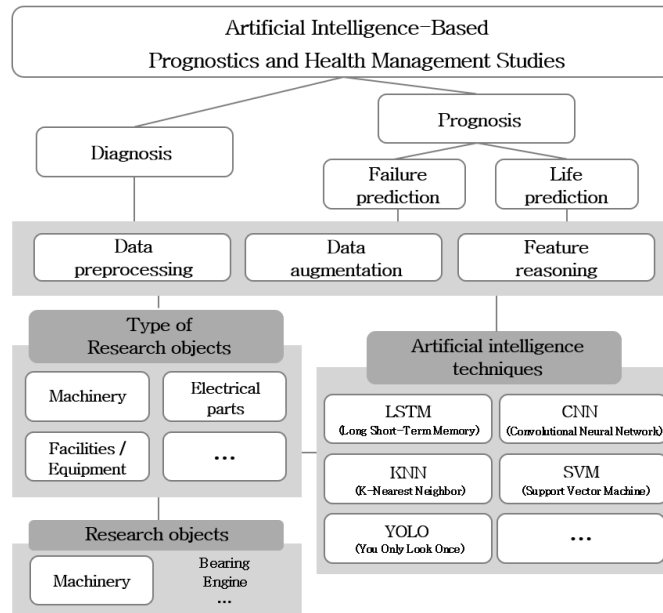 Artificial Intelligence-Based
Prognostics and Health Management Studies
Prognosis
Diagnosis
Failure
prediction
Life
prediction
Data
preprocessing
Data
augmentation
Feature
reasoning
Type of
Research objects
Machinery
Electrical
parts
Facilities /
Equipment
...
Artificial intelligence
techniques
LSTM
(Long Short-Term Memory)
CNN
(Convolutional Neural Network)
KNN
(K-Nearest Neighbor)
SVM
(Support Vector Machine)
YOLO
(You Only Look Once)
...
Research objects
Machinery
Bearing
Engine
...